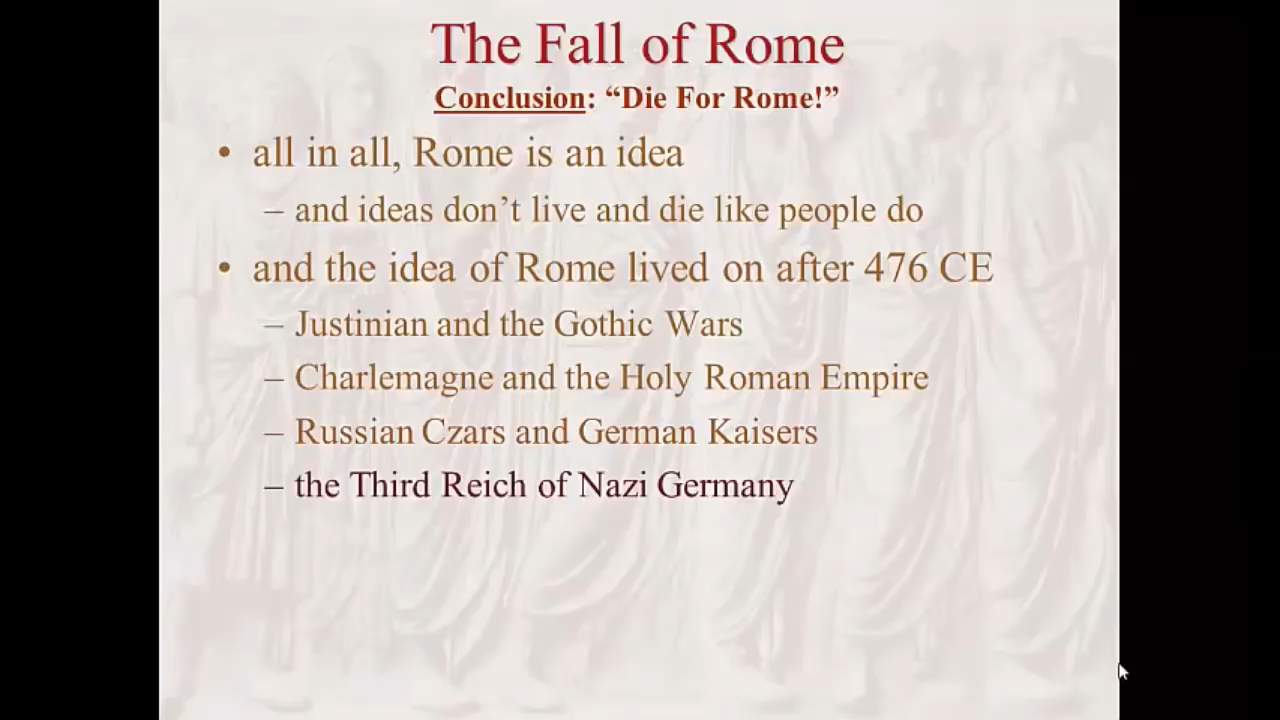 The Fall of Rome
Conclusion: “Die For Rome!”
• all in all, Rome is an idea
– and ideas don’t live and die like people do
• and the idea of Rome lived on after 476 CE
– Justinian and the Gothic Wars
– Charlemagne and the Holy Roman Empire
– Russian Czars and German Kaisers
– the Third Reich of Nazi Germany